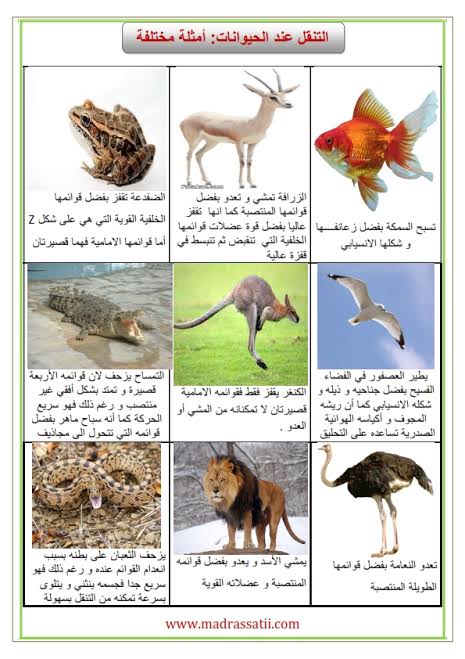 التنقل عند الحيوانات: أمثلة مختلفة
تسبح السمكة بفضل زعانفـــها
و شكلها الانسيابي
الزرافة تمشي و تعدو بفضل
قوائمها المنتصبة كما انها تقفز
عاليا بفضل قوة عضلات قوائمها
الخلفية التي تنقبض ثم تنبسط في
قفزة عالية
الضفدعة تقفز بفضل قوائمها
الخلفية القوية التي هي على شكل Z
أما قوائمها الامامية فهما قصيرتان
يطير العصفور في الفضاء
الفسيح بفضل جناحيه و ذيله و
شكله الانسيابي كما أن ريشه
المجوف و أكياسه الهوائية
الصدرية تساعده على التحليق
الكنغر يقفز فقط فقوائمه الامامية
قصيرتان لا تمكنانه من المشي أو
العدو .
التمساح يزحف لان قوائمه الأربعة
قصيرة و تمتد بشكل أفقي غير
منتصب و رغم ذلك فهو سريع
الحركة كما أنه سباح ماهر بفضل
قوائمه التي تتحول الى مجاذيف
تعدو النعامة بفضل قوائمها
الطويلة المنتصبة
يمشي الأسد و يعدو بفضل قوائمه
المنتصبة و عضلاته القوية
يزحف الثعبان على بطنه بسبب
انعدام القوائم عنده و رغم ذلك فهو
سريع جدا فجسمه ينثني و يتلوى
بسرعة تمكنه من التنقل بسهولة
www.madrassatii.com